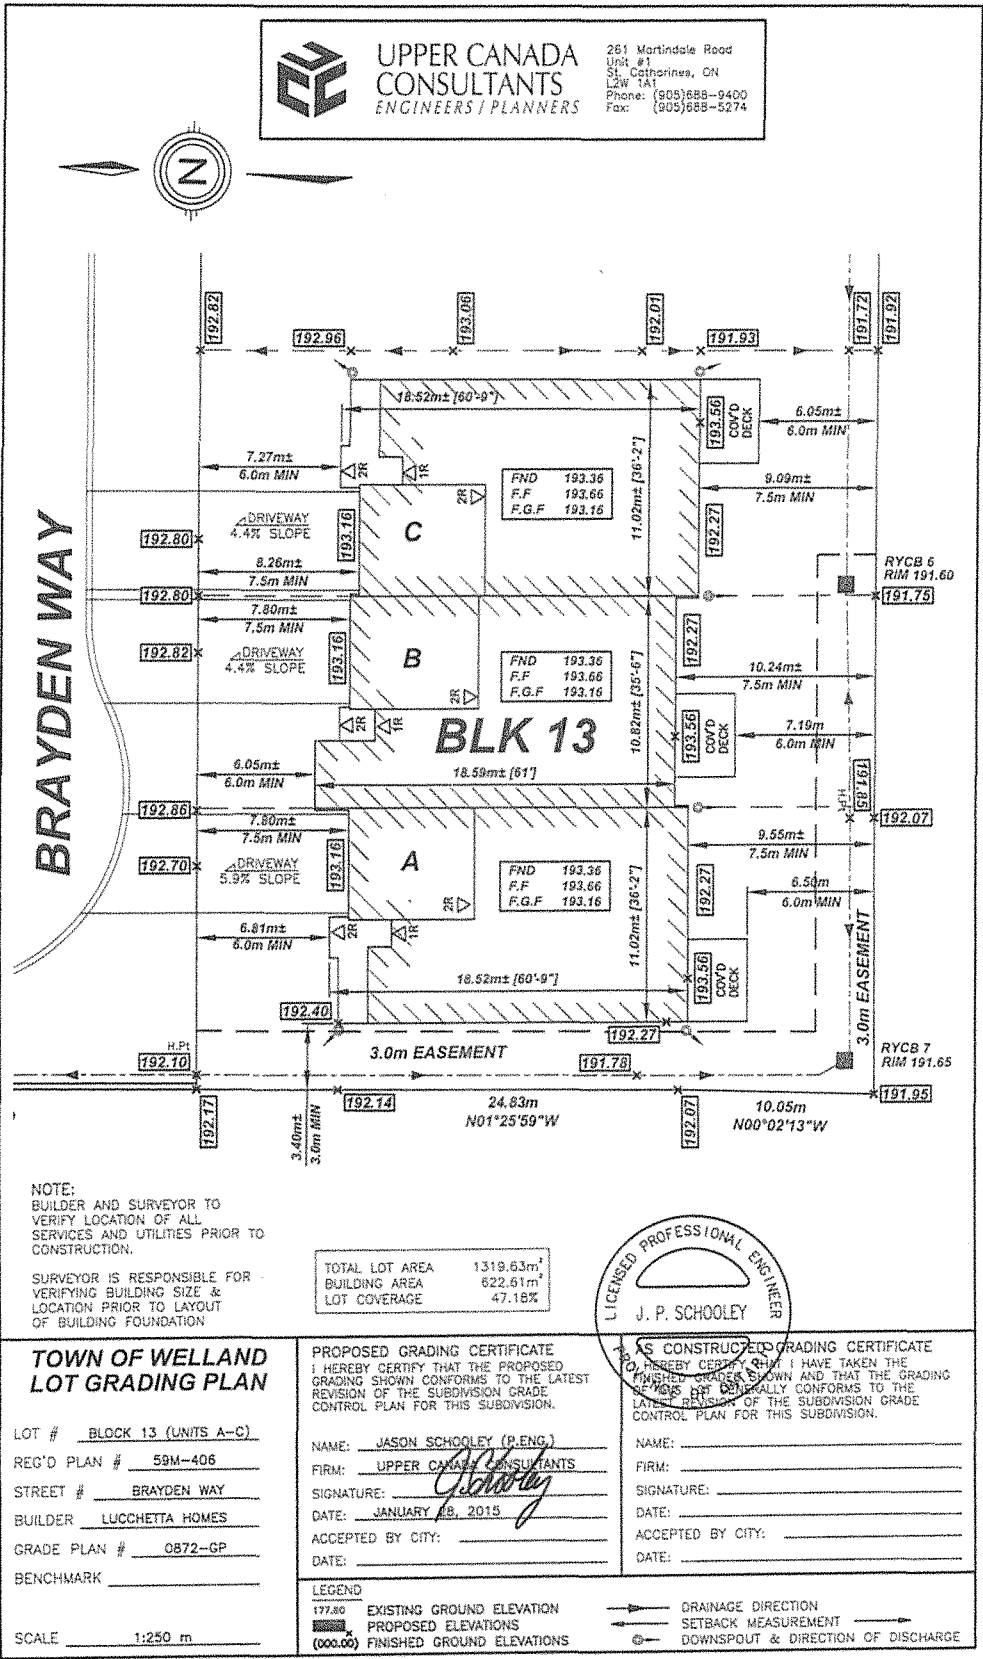 UPPER CANADA
CONSULTANTS
ENGINEERS / PLANNERS
261 Martindale Road
Unit #1
St. Catharines, ON
L2W 1A1
Phone: (905)688-9400
Fax: (905)688-5274
N
192.82
192.96
193.06
192.01
191.93
191.72
191.92
18.52m± [60'-9"]
193.56
COV'D
DECK
6.05m±
6.0m MIN
7.27m±
6.0m MIN
2R
1R
2R
FND 193.36
F.F 193.66
F.G.F 193.16
11.02m± [36'-2"]
9.09m±
7.5m MIN
192.27
DRIVEWAY
4.4% SLOPE
193.16
C
192.80
8.26m±
7.5m MIN
RYCB 6
RIM 191.60
192.80
191.75
7.80m±
7.5m MIN
BRAYDEN WAY
192.82
DRIVEWAY
4.4% SLOPE
193.16
B
2R
FND 193.36
F.F 193.66
F.G.F 193.16
10.82m± [35'-6"]
192.27
10.24m±
7.5m MIN
2R
1R
BLK 13
193.56
COV'D
DECK
7.19m
6.0m MIN
6.05m±
6.0m MIN
18.59m± [61']
191.85
H.Pt
192.86
192.07
7.80m±
7.5m MIN
192.70
DRIVEWAY
5.9% SLOPE
193.16
A
2R
FND 193.36
F.F 193.66
F.G.F 193.16
11.02m± [36'-2"]
192.27
9.55m±
7.5m MIN
6.50m
6.0m MIN
6.81m±
6.0m MIN
2R
1R
18.52m± [60'-9"]
193.56
COV'D
DECK
3.0m EASEMENT
192.40
192.27
H.Pt
192.10
3.0m EASEMENT
191.78
RYCB 7
RIM 191.65
192.17
192.14
24.83m
N01°25'59"W
192.07
10.05m
N00°02'13"W
191.95
3.40m±
3.0m MIN
NOTE:
BUILDER AND SURVEYOR TO
VERIFY LOCATION OF ALL
SERVICES AND UTILITIES PRIOR TO
CONSTRUCTION.
SURVEYOR IS RESPONSIBLE FOR
VERIFYING BUILDING SIZE &
LOCATION PRIOR TO LAYOUT
OF BUILDING FOUNDATION
TOTAL LOT AREA 1319.63m²
BUILDING AREA 622.61m²
LOT COVERAGE 47.18%
LICENSED PROFESSIONAL ENGINEER
J. P. SCHOOLEY
PROVINCE OF ONTARIO
TOWN OF WELLAND
LOT GRADING PLAN
LOT # BLOCK 13 (UNITS A-C)
REG'D PLAN # 59M-406
STREET # BRAYDEN WAY
BUILDER LUCCHETTA HOMES
GRADE PLAN # 0872-GP
BENCHMARK
SCALE 1:250 m
PROPOSED GRADING CERTIFICATE
I HEREBY CERTIFY THAT THE PROPOSED
GRADING SHOWN CONFORMS TO THE LATEST
REVISION OF THE SUBDIVISION GRADE
CONTROL PLAN FOR THIS SUBDIVISION.
NAME: JASON SCHOOLEY (P.ENG.)
FIRM: UPPER CANADA CONSULTANTS
SIGNATURE: J. Schooley
DATE: JANUARY 28, 2015
ACCEPTED BY CITY:
DATE:
AS CONSTRUCTED GRADING CERTIFICATE
I HEREBY CERTIFY THAT I HAVE TAKEN THE
FINISHED GRADES SHOWN AND THAT THE GRADING
OF THIS LOT GENERALLY CONFORMS TO THE
LATEST REVISION OF THE SUBDIVISION GRADE
CONTROL PLAN FOR THIS SUBDIVISION.
NAME:
FIRM:
SIGNATURE:
DATE:
ACCEPTED BY CITY:
DATE:
LEGEND
177.80 EXISTING GROUND ELEVATION
PROPOSED ELEVATIONS
(000.00) FINISHED GROUND ELEVATIONS
DRAINAGE DIRECTION
SETBACK MEASUREMENT
DOWNSPOUT & DIRECTION OF DISCHARGE